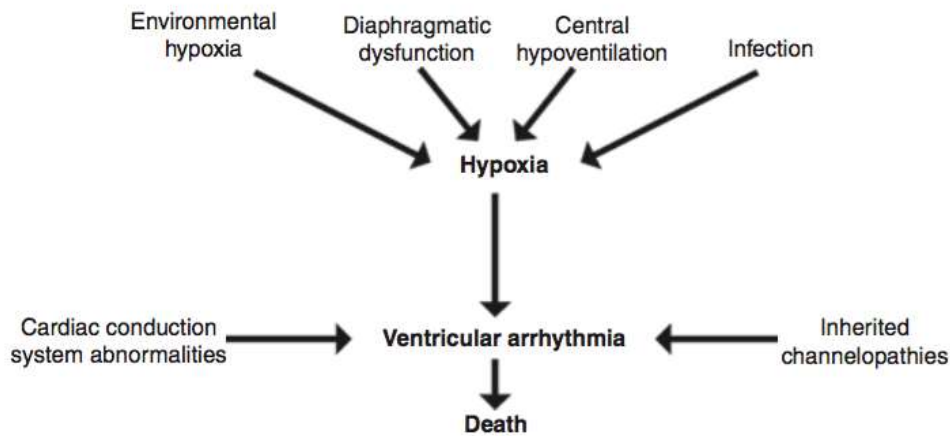 Environmental
hypoxia
Diaphragmatic
dysfunction
Central
hypoventilation
Infection
Hypoxia
Cardiac conduction
system abnormalities
Ventricular arrhythmia
Inherited
channelopathies
Death